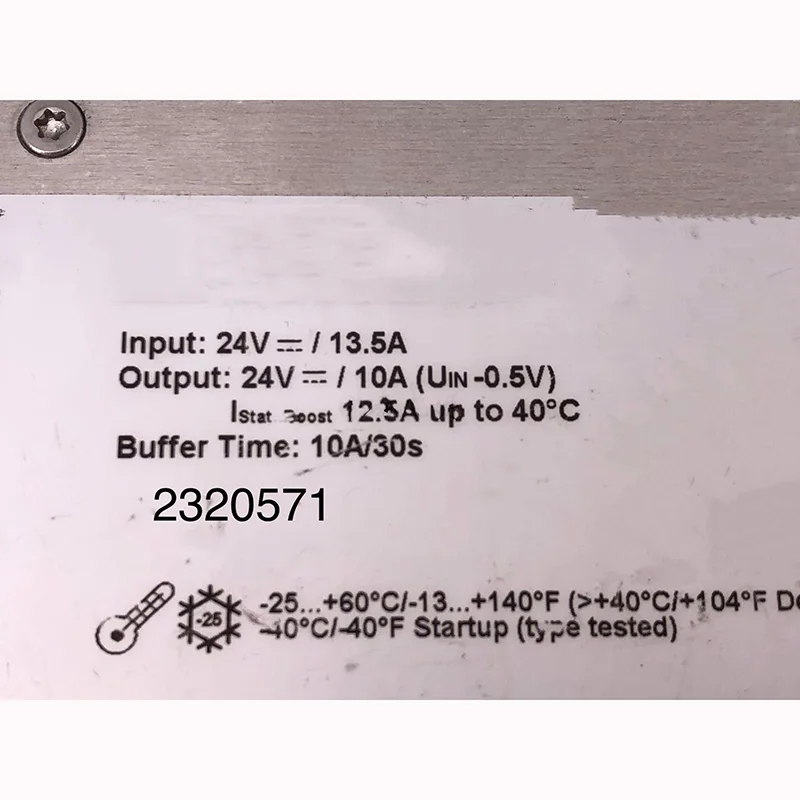 Input: 24V ⎓ / 13.5A
Output: 24V ⎓ / 10A (UIN -0.5V)
IStat Boost 12.5A up to 40°C
Buffer Time: 10A/30s
2320571
-25
-25...+60°C/-13...+140°F (>+40°C/+104°F De
-40°C/-40°F Startup (type tested)